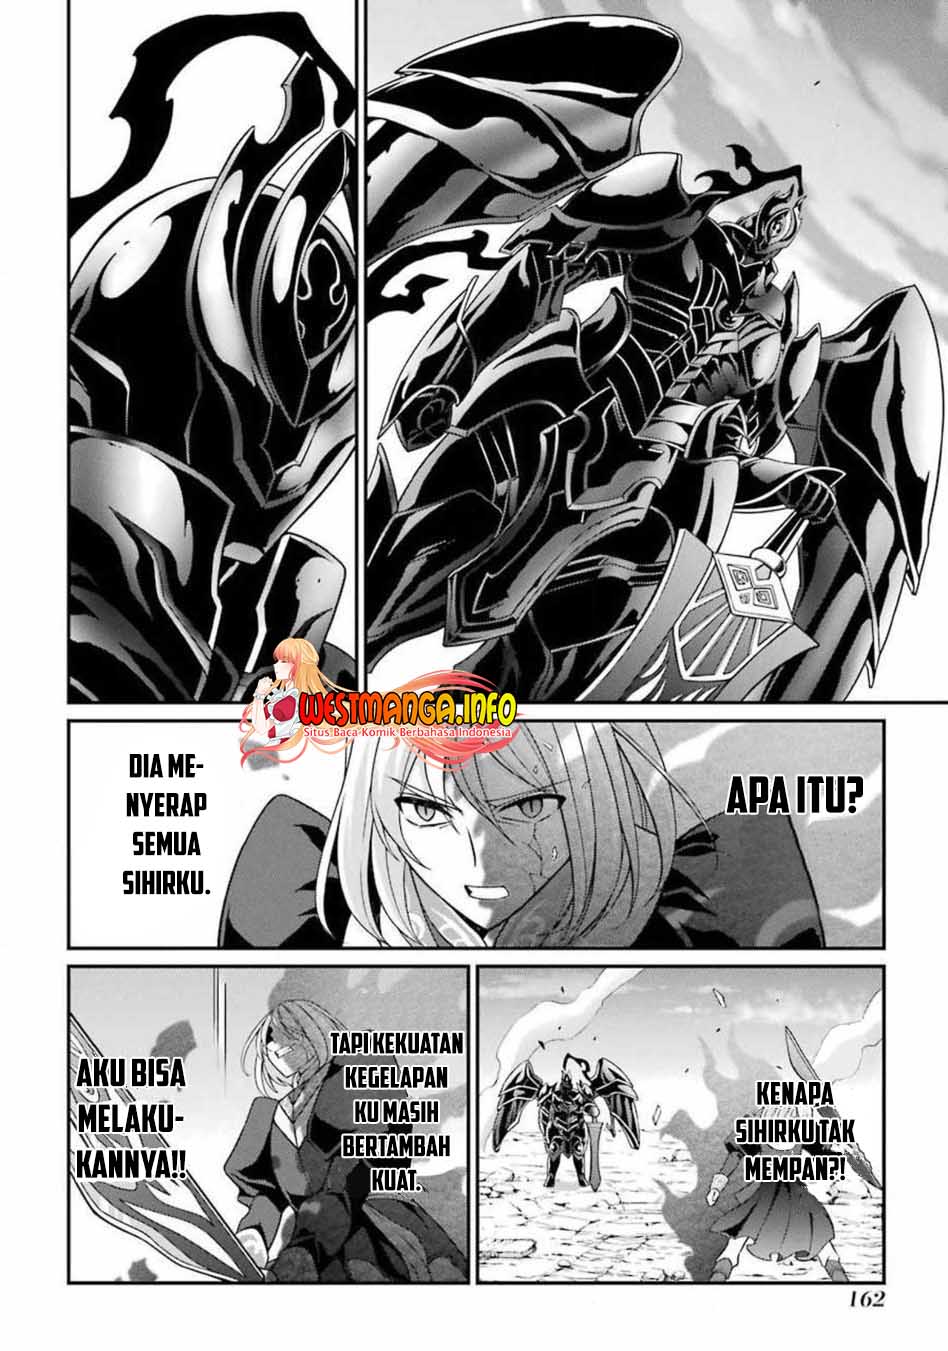 WESTMANGA.INFO
Situs Baca Komik Berbahasa Indonesia
APA ITU?
DIA ME-
NYERAP
SEMUA
SIHIRKU.
KENAPA
SIHIRKU TAK
MEMPAN?!
TAPI KEKUATAN
KEGELAPAN
KU MASIH
BERTAMBAH
KUAT.
AKU BISA
MELAKU-
KANNYA!!
162